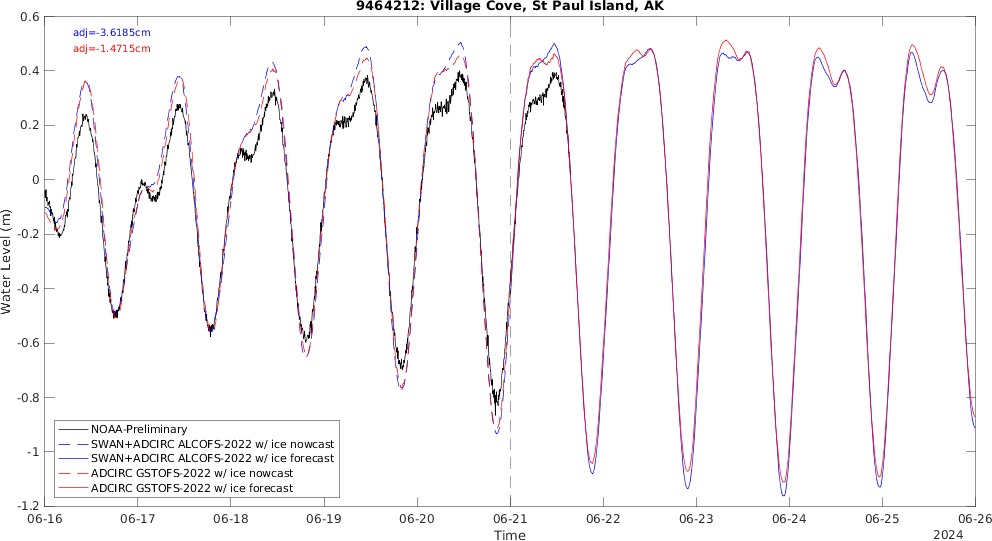 9464212: Village Cove, St Paul Island, AK
adj=-3.6185cm
adj=-1.4715cm
0.6
0.4
0.2
0
-0.2
-0.4
-0.6
-0.8
-1
-1.2
Water Level (m)
NOAA-Preliminary
SWAN+ADCIRC ALCOFS-2022 w/ ice nowcast
SWAN+ADCIRC ALCOFS-2022 w/ ice forecast
ADCIRC GSTOFS-2022 w/ ice nowcast
ADCIRC GSTOFS-2022 w/ ice forecast
06-16 06-17 06-18 06-19 06-20 06-21 06-22 06-23 06-24 06-25 06-26
Time
2024